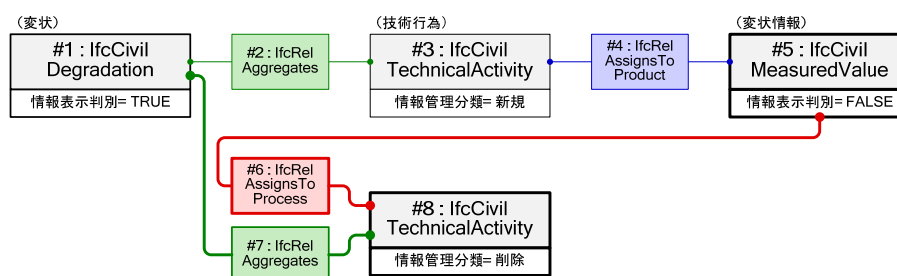 （変状）
（技術行為）
（変状情報）
#1 : IfcCivil
Degradation
情報表示判別= TRUE
#2 : IfcRel
Aggregates
#3 : IfcCivil
TechnicalActivity
情報管理分類= 新規
#4 : IfcRel
AssignsTo
Product
#5 : IfcCivil
MeasuredValue
情報表示判別= FALSE
#6 : IfcRel
AssignsTo
Process
#7 : IfcRel
Aggregates
#8 : IfcCivil
TechnicalActivity
情報管理分類= 削除